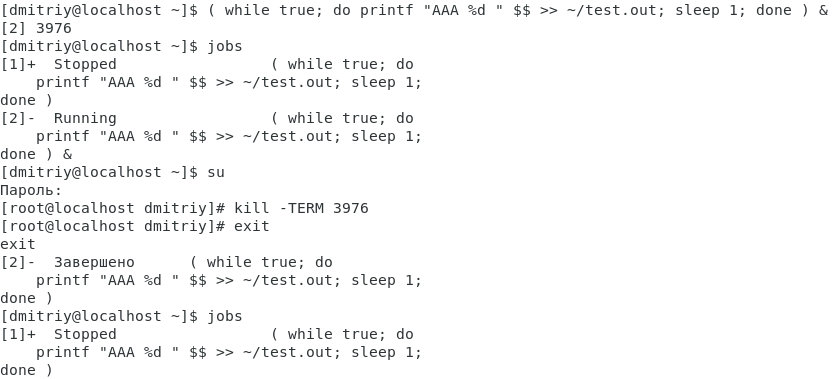 [dmitriy@localhost ~]$ ( while true; do printf "AAA %d " $$ >> ~/test.out; sleep 1; done ) &
[2] 3976
[dmitriy@localhost ~]$ jobs
[1]+  Stopped                 ( while true; do
    printf "AAA %d " $$ >> ~/test.out; sleep 1;
done )
[2]-  Running                 ( while true; do
    printf "AAA %d " $$ >> ~/test.out; sleep 1;
done ) &
[dmitriy@localhost ~]$ su
Пароль:
[root@localhost dmitriy]# kill -TERM 3976
[root@localhost dmitriy]# exit
exit
[2]-  Завершено      ( while true; do
    printf "AAA %d " $$ >> ~/test.out; sleep 1;
done )
[dmitriy@localhost ~]$ jobs
[1]+  Stopped                 ( while true; do
    printf "AAA %d " $$ >> ~/test.out; sleep 1;
done )